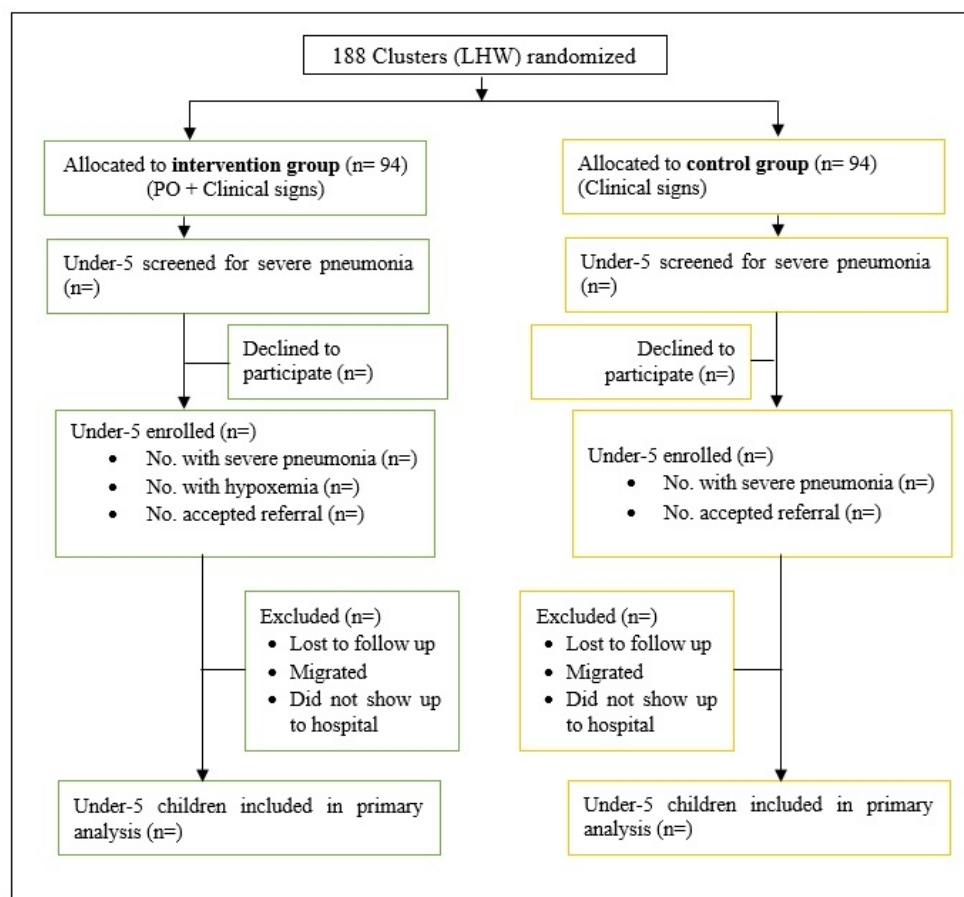 188 Clusters (LHW) randomized
Allocated to intervention group (n= 94)
(PO + Clinical signs)
Allocated to control group (n= 94)
(Clinical signs)
Under-5 screened for severe pneumonia
(n=)
Under-5 screened for severe pneumonia
(n=)
Declined to
participate (n=)
Declined to
participate (n=)
Under-5 enrolled (n=)
• No. with severe pneumonia (n=)
• No. with hypoxemia (n=)
• No. accepted referral (n=)
Under-5 enrolled (n=)
• No. with severe pneumonia (n=)
• No. accepted referral (n=)
Excluded (n=)
• Lost to follow up
• Migrated
• Did not show up
to hospital
Excluded (n=)
• Lost to follow up
• Migrated
• Did not show up
to hospital
Under-5 children included in primary
analysis (n=)
Under-5 children included in primary
analysis (n=)